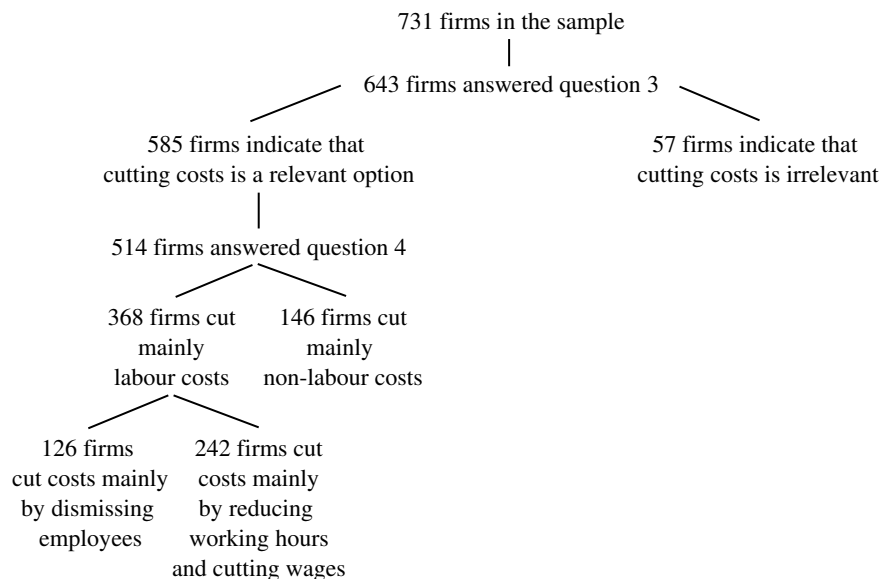 731 firms in the sample
643 firms answered question 3
585 firms indicate that
cutting costs is a relevant option
57 firms indicate that
cutting costs is irrelevant
514 firms answered question 4
368 firms cut
mainly
labour costs
146 firms cut
mainly
non-labour costs
126 firms
cut costs mainly
by dismissing
employees
242 firms cut
costs mainly
by reducing
working hours
and cutting wages